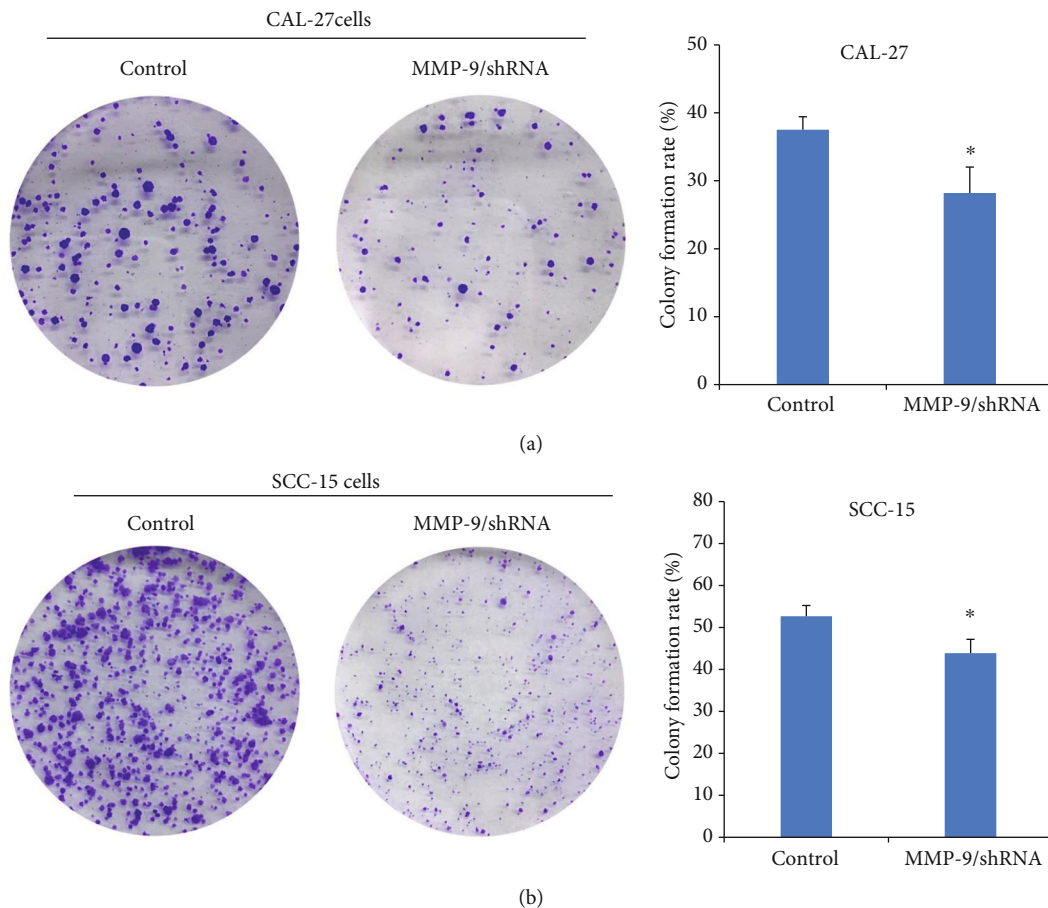 (a)
CAL-27cells
Control
MMP-9/shRNA
CAL-27
Colony formation rate (%)
50
40
30
20
10
0
*
Control
MMP-9/shRNA
(b)
SCC-15 cells
Control
MMP-9/shRNA
SCC-15
Colony formation rate (%)
80
70
60
50
40
30
20
10
0
*
Control
MMP-9/shRNA